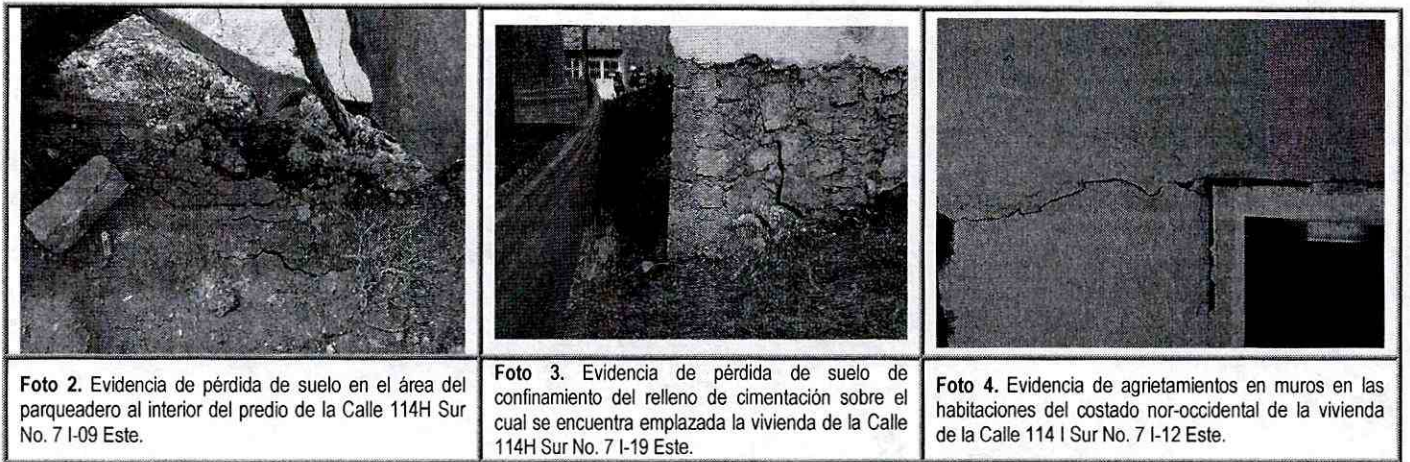 Foto 2. Evidencia de pérdida de suelo en el área del
parqueadero al interior del predio de la Calle 114H Sur
No. 7 I-09 Este.
Foto 3. Evidencia de pérdida de suelo de
confinamiento del relleno de cimentación sobre el
cual se encuentra emplazada la vivienda de la Calle
114H Sur No. 7 I-19 Este.
Foto 4. Evidencia de agrietamientos en muros en las
habitaciones del costado nor-occidental de la vivienda
de la Calle 114 I Sur No. 7 I-12 Este.